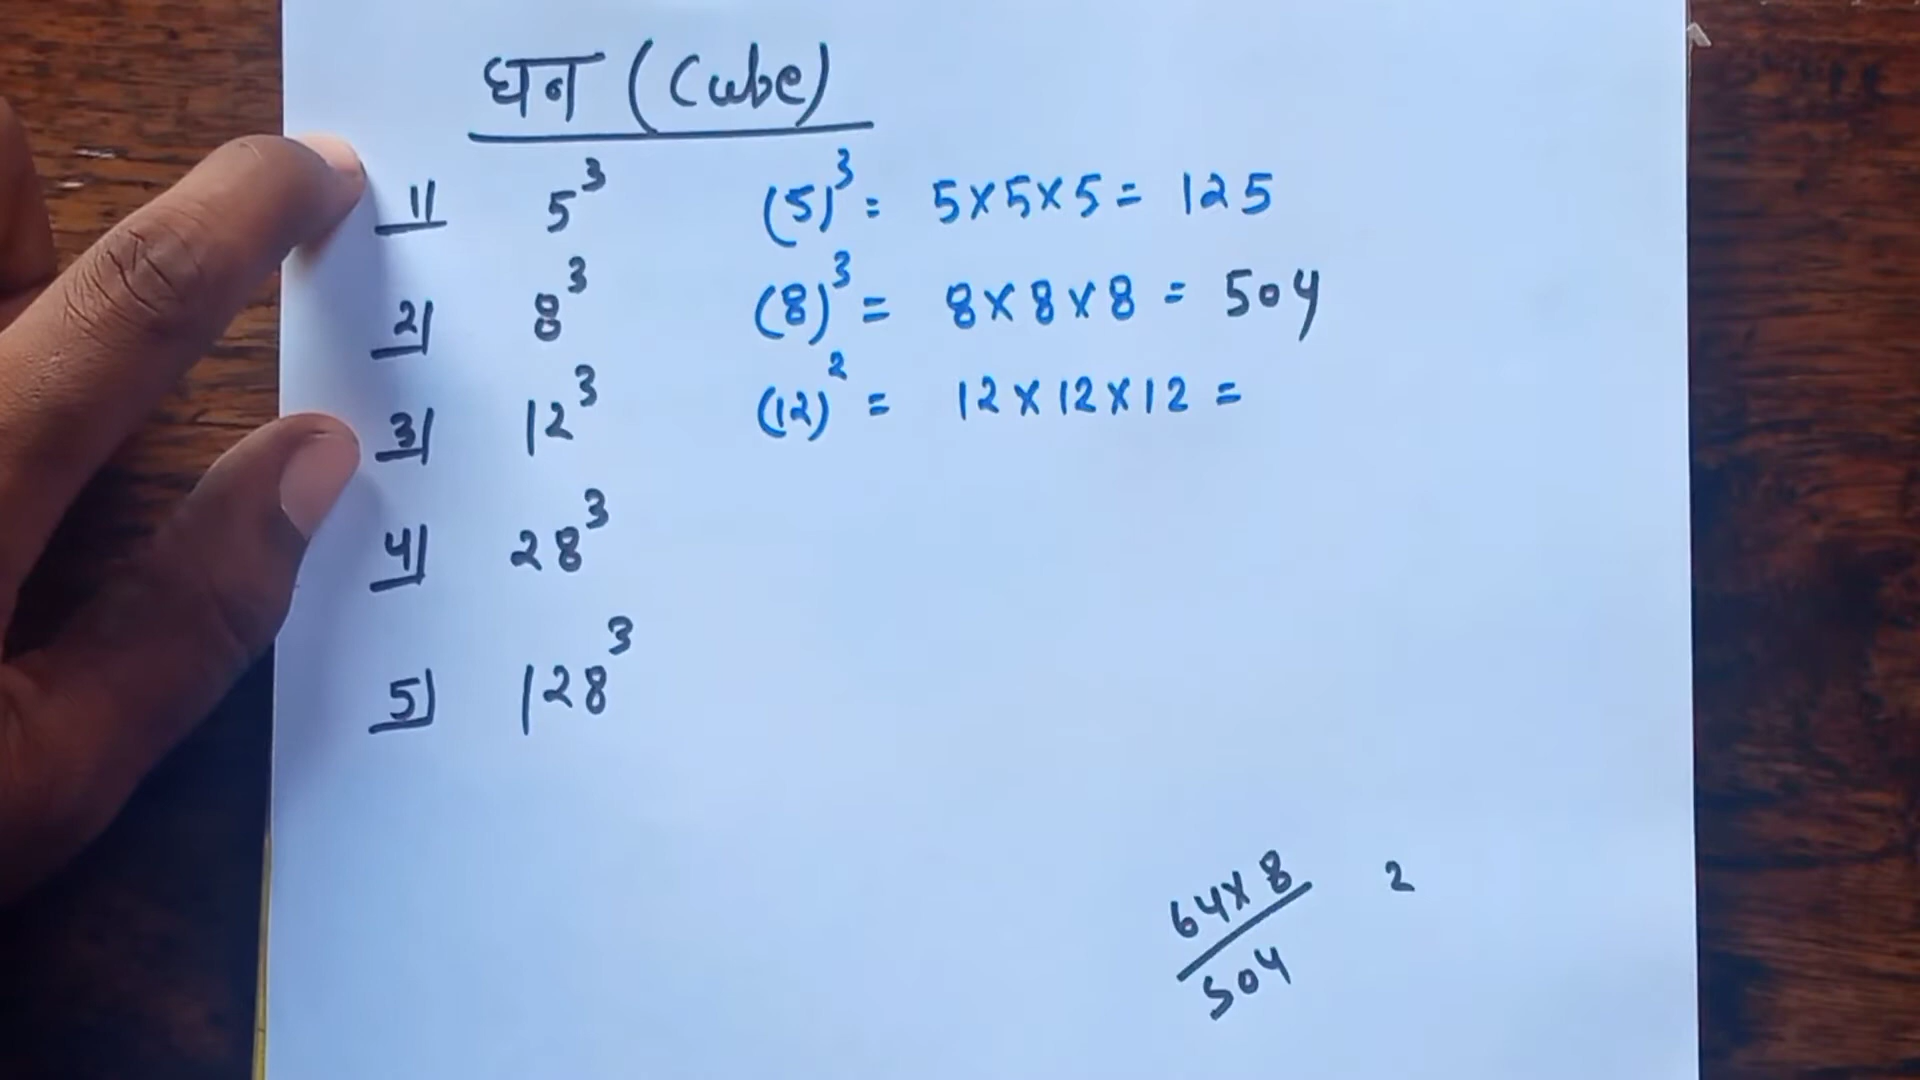 घन (Cube)
1) 5³ (5)³ = 5×5×5 = 125
2) 8³ (8)³ = 8×8×8 = 504
3) 12³ (12)² = 12×12×12 =
4) 28³
5) 128³
64×8 2
504